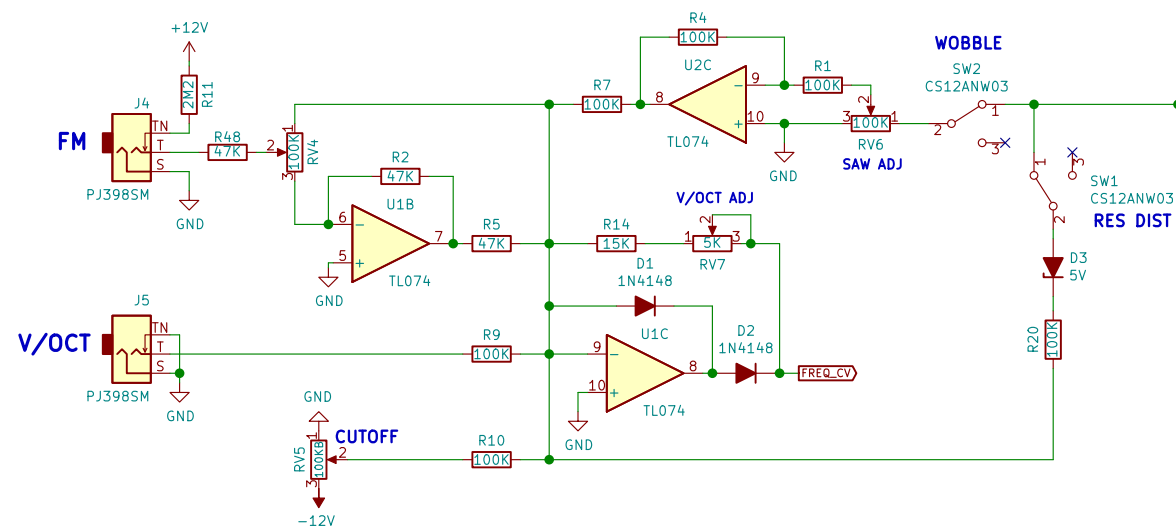 R4
100K
+12V
WOBBLE
U2C
R1
SW2
CS12ANW03
2M2
R11
9
100K
R7
100K
8
2
J4
TN
T
S
FM
PJ398SM
R48
47K
2
1
100K
3
RV4
10
TL074
GND
3
100K
1
RV6
SAW ADJ
2
1
3
R2
47K
U1B
6
5
7
TL074
GND
GND
R5
47K
V/OCT ADJ
R14
15K
1
2
5K
3
RV7
1
3
2
SW1
CS12ANW03
RES DIST
D1
1N4148
D3
5V
J5
TN
T
S
V/OCT
PJ398SM
GND
R9
100K
U1C
9
10
8
TL074
GND
D2
1N4148
FREQ_CV
R20
100K
GND
CUTOFF
RV5
1
100KB
3
2
-12V
R10
100K